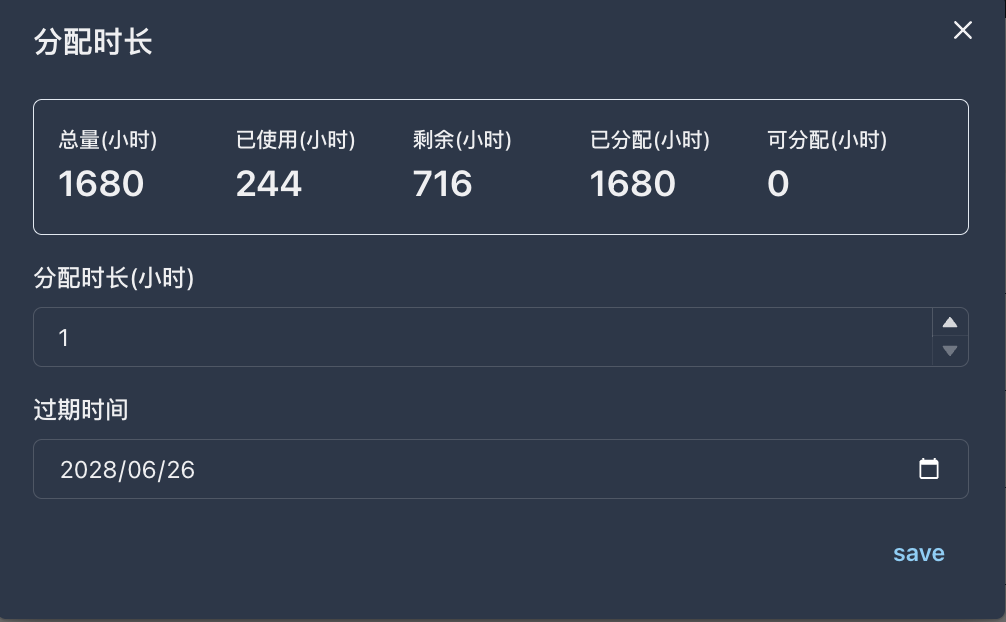 分配时长
总量(小时) 已使用(小时) 剩余(小时) 已分配(小时) 可分配(小时)
1680 244 716 1680 0
分配时长(小时)
1
过期时间
2028/06/26
save